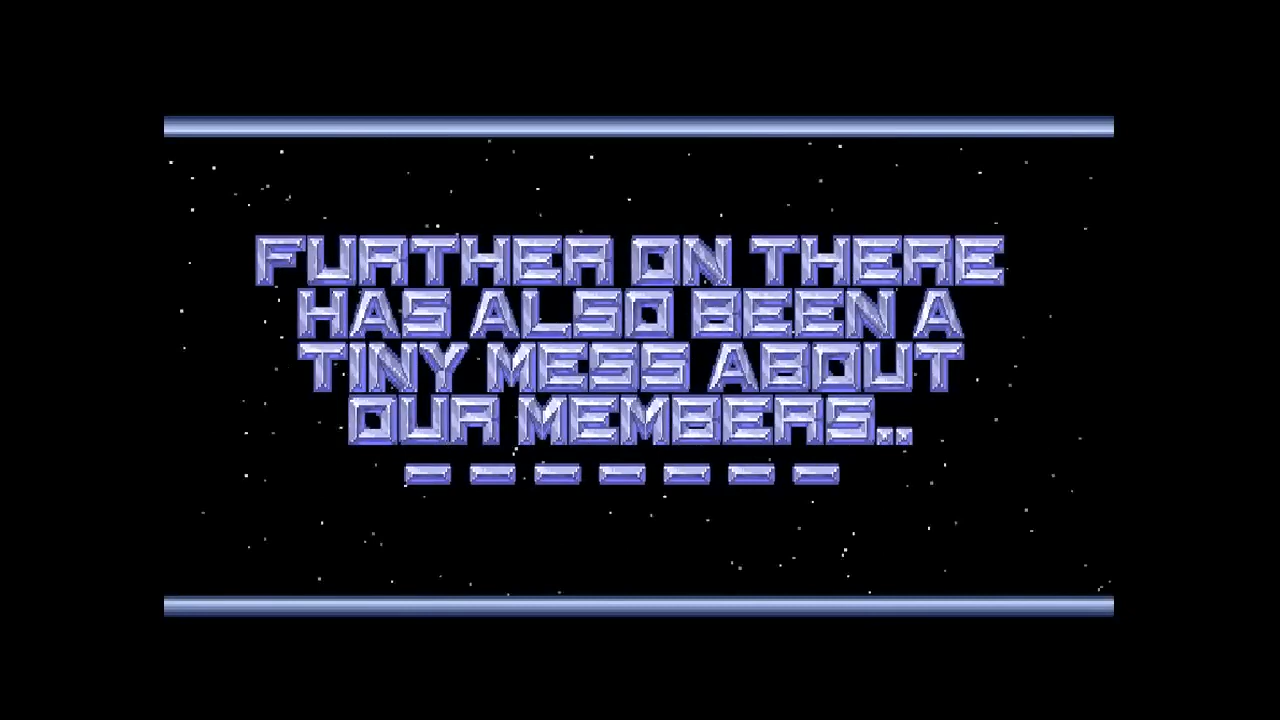 FURTHER ON THERE
HAS ALSO BEEN A
TINY MESS ABOUT
OUR MEMBERS..
- - - - - - -